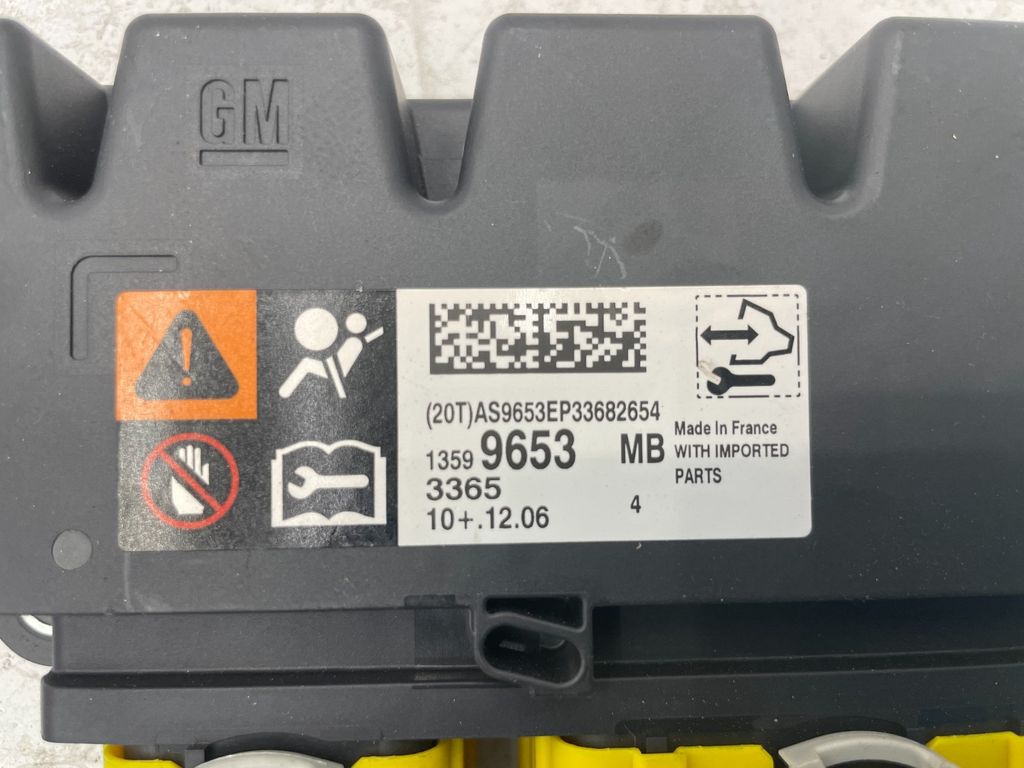 GM
(20T)AS9653EP33682654
1359 9653 MB
3365
10+.12.06 4
Made In France
WITH IMPORTED
PARTS